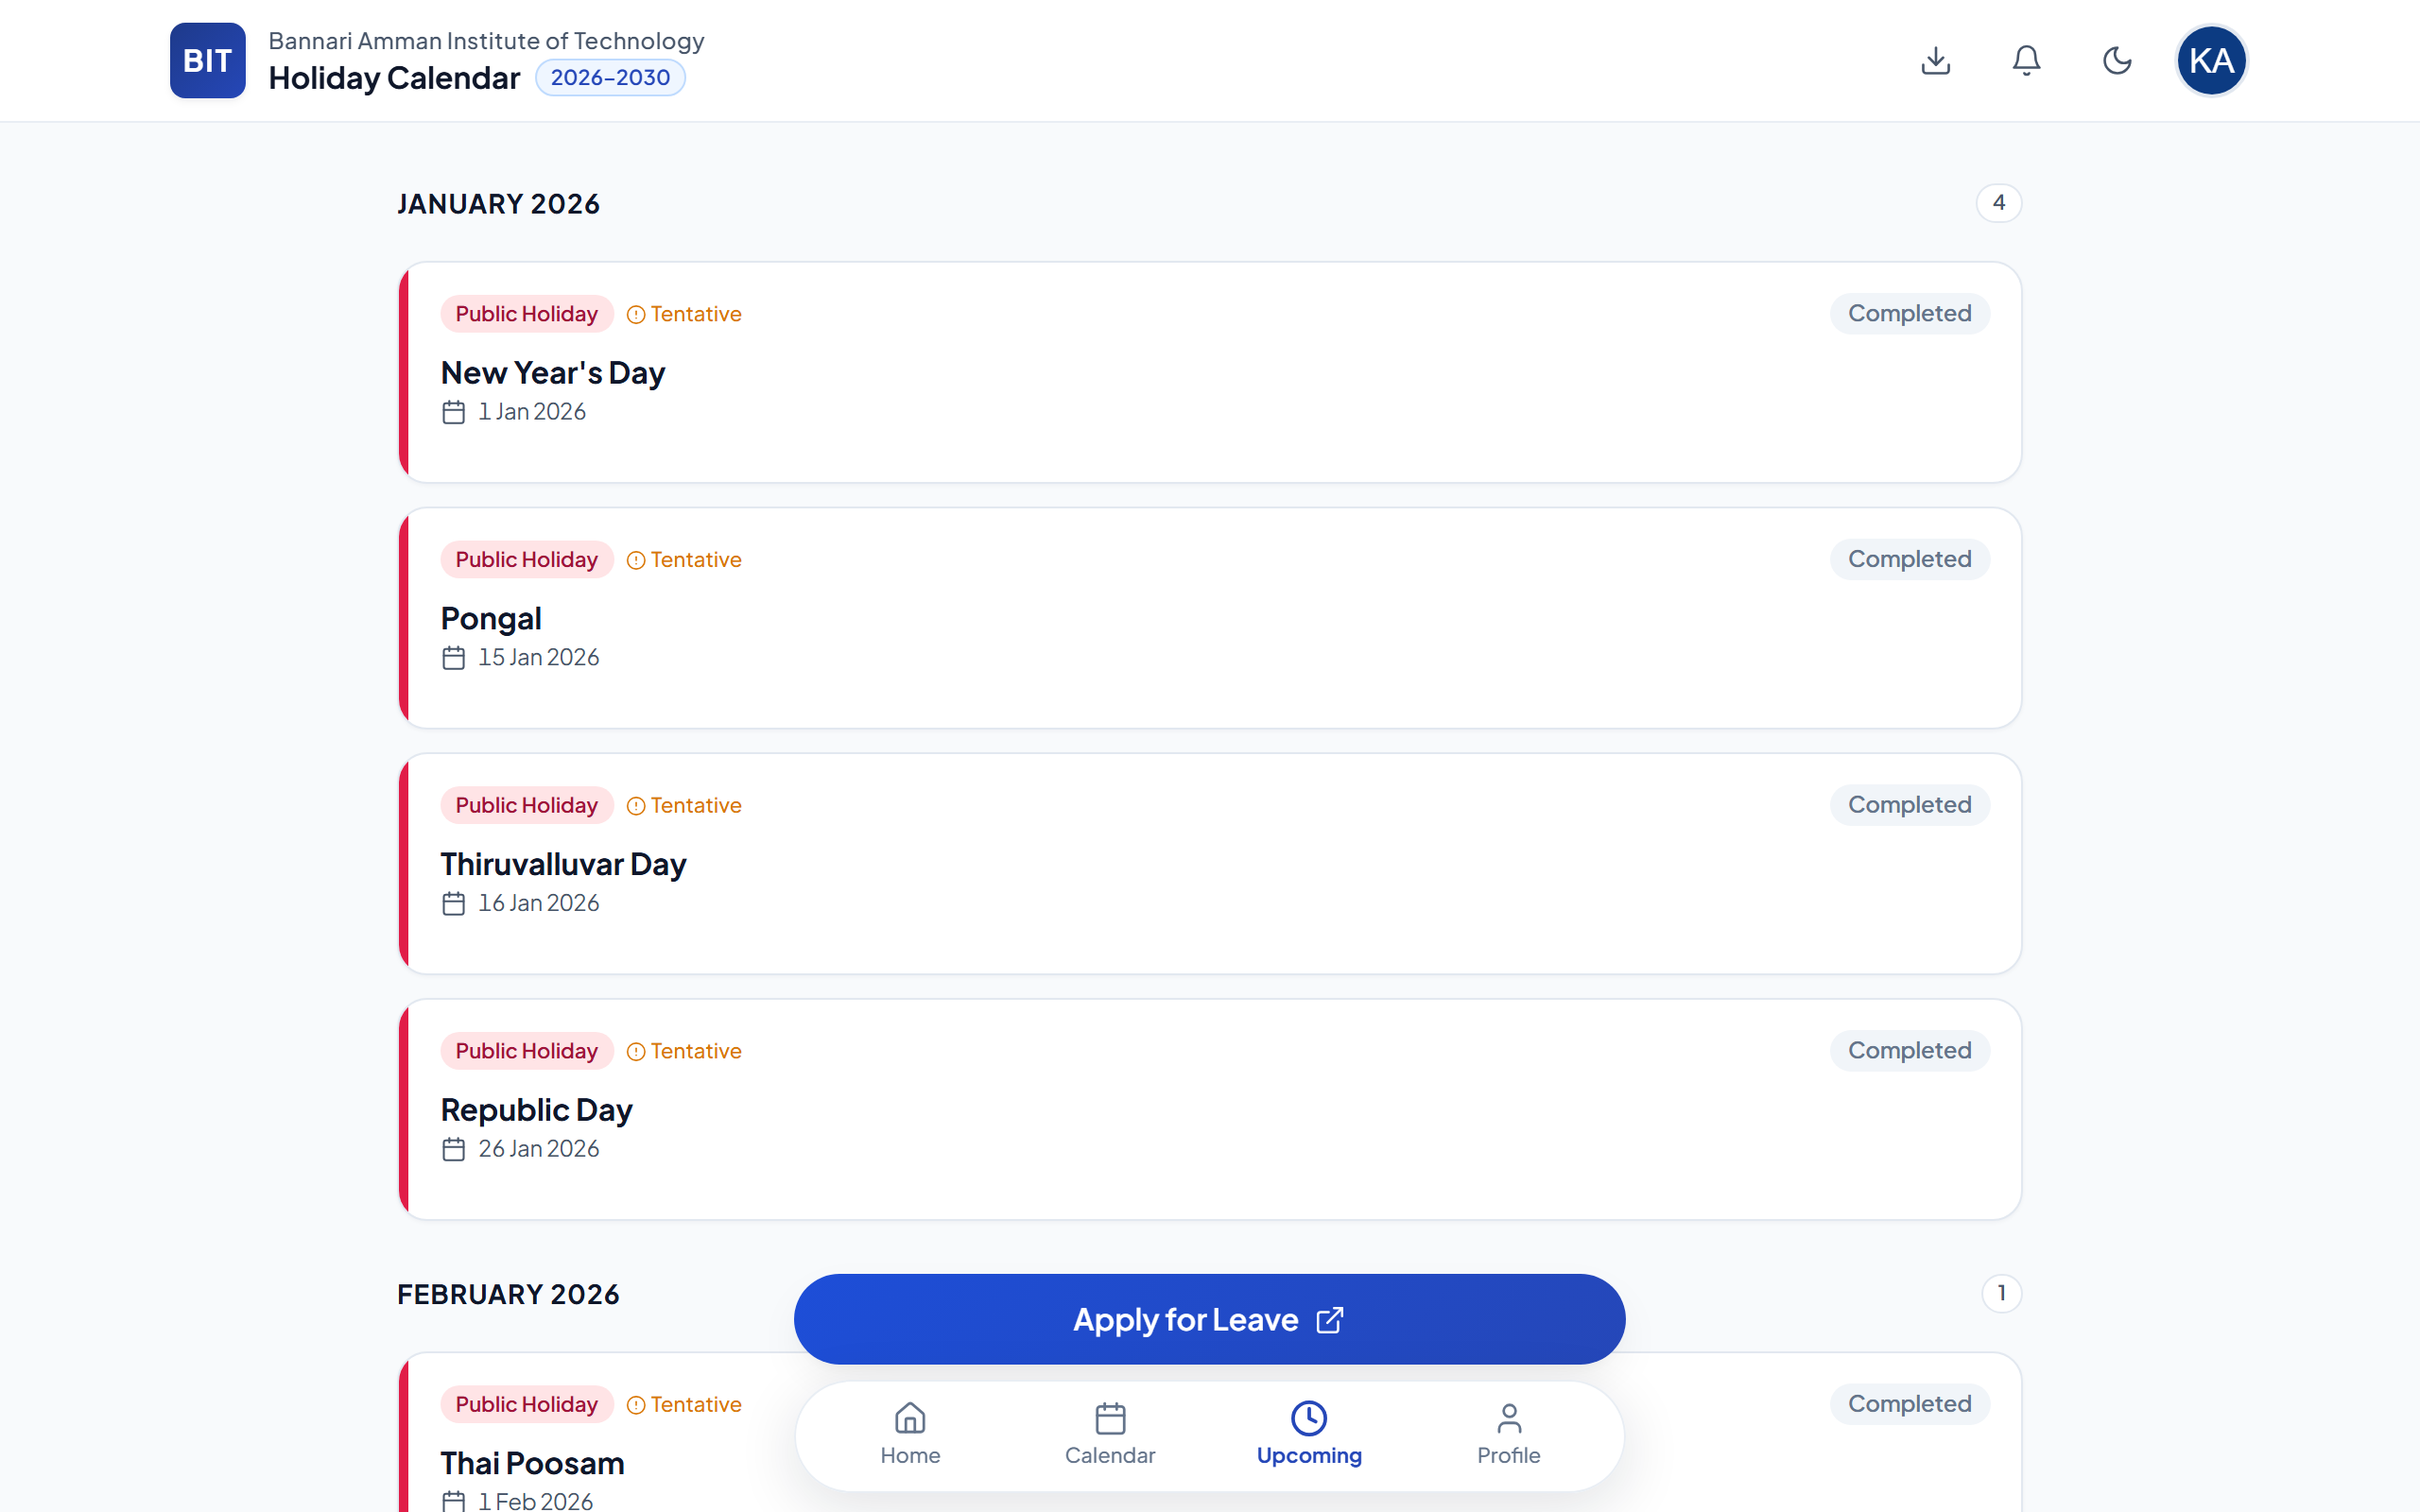 BIT
Bannari Amman Institute of Technology
Holiday Calendar 2026–2030
KA
JANUARY 2026 4
Public Holiday Tentative Completed
New Year's Day
1 Jan 2026
Public Holiday Tentative Completed
Pongal
15 Jan 2026
Public Holiday Tentative Completed
Thiruvalluvar Day
16 Jan 2026
Public Holiday Tentative Completed
Republic Day
26 Jan 2026
FEBRUARY 2026 1
Apply for Leave
Public Holiday Tentative Completed
Thai Poosam
1 Feb 2026
Home Calendar Upcoming Profile